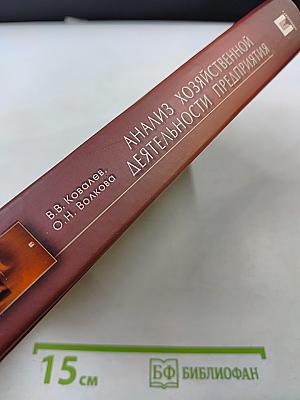 В.В. Ковалев,
О.Н. Волкова
АНАЛИЗ ХОЗЯЙСТВЕННОЙ
ДЕЯТЕЛЬНОСТИ ПРЕДПРИЯТИЯ
15 см
БФ БИБЛИОФАН